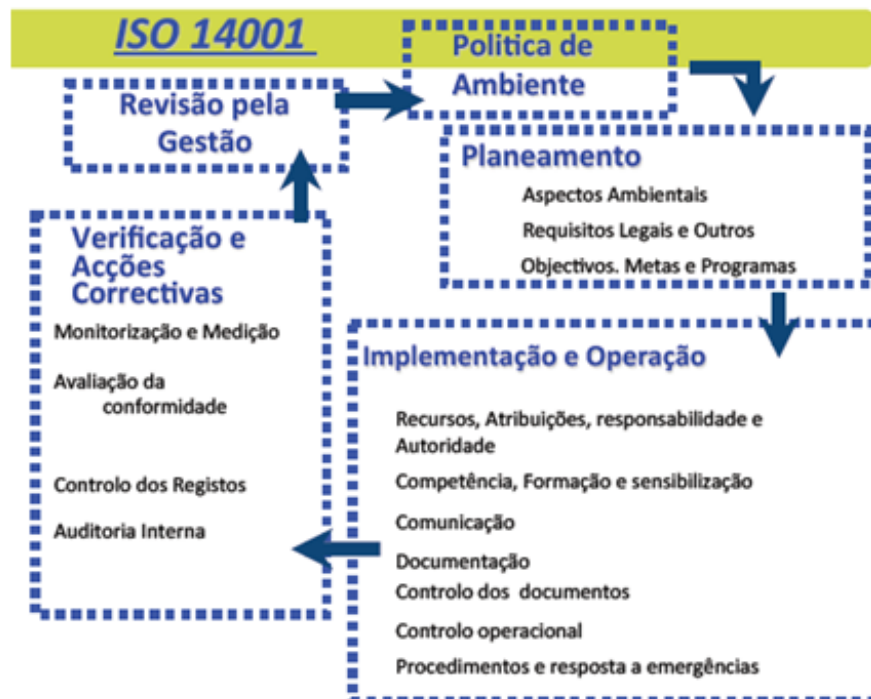 ISO 14001
Politica de
Ambiente
Revisão pela
Gestão
Planeamento
Aspectos Ambientais
Requisitos Legais e Outros
Objectivos. Metas e Programas
Verificação e
Acções
Correctivas
Monitorização e Medição
Avaliação da
conformidade
Controlo dos Registos
Auditoria Interna
Implementação e Operação
Recursos, Atribuições, responsabilidade e
Autoridade
Competência, Formação e sensibilização
Comunicação
Documentação
Controlo dos documentos
Controlo operacional
Procedimentos e resposta a emergências